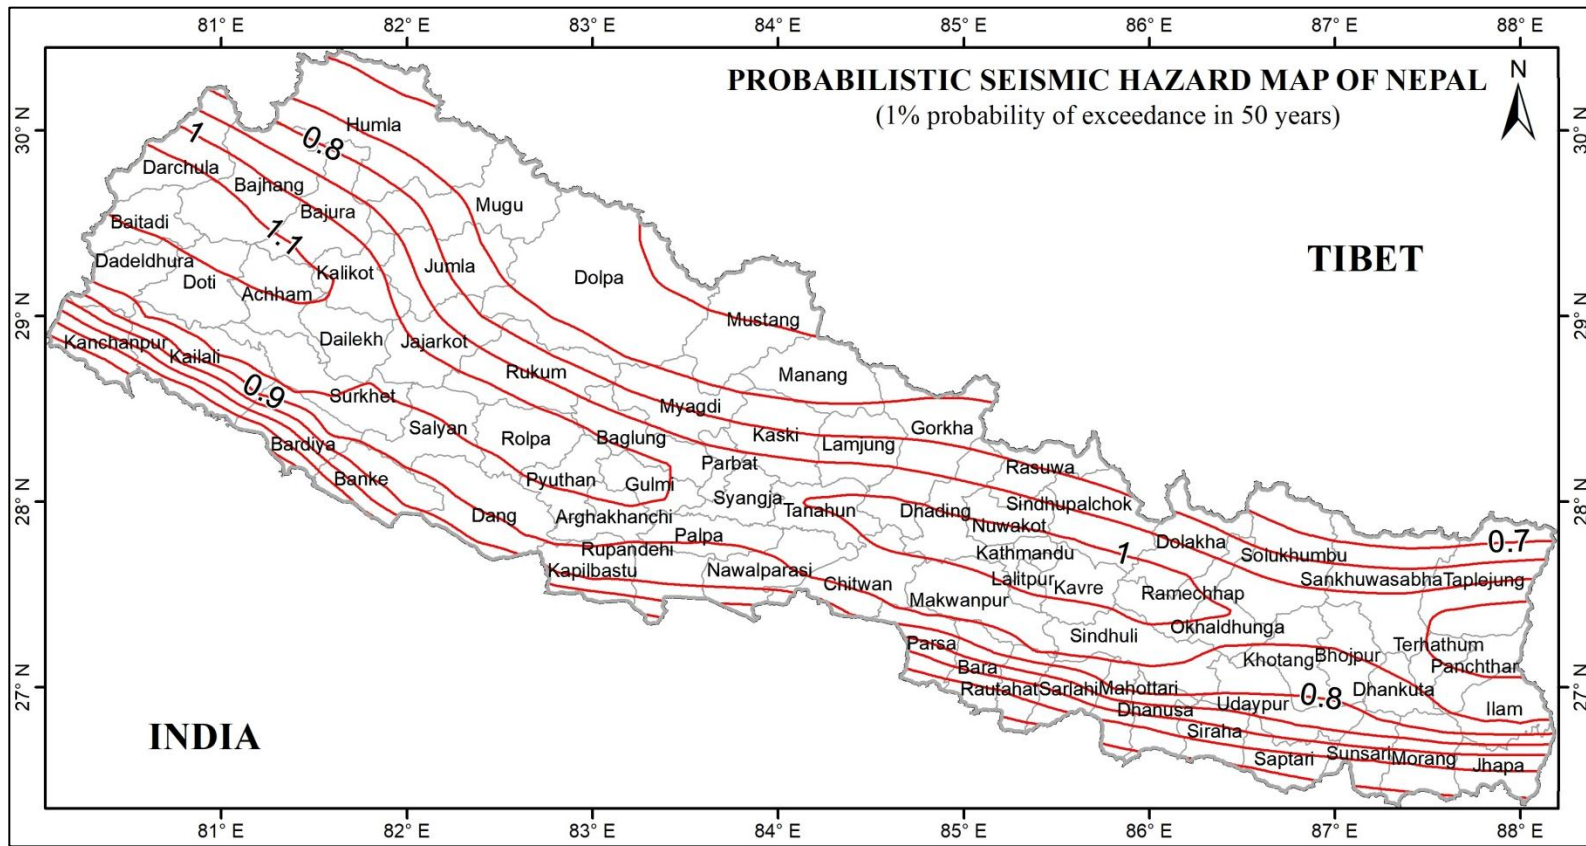 81° E 82° E 83° E 84° E 85° E 86° E 87° E 88° E
PROBABILISTIC SEISMIC HAZARD MAP OF NEPAL
(1% probability of exceedance in 50 years)
N
30° N
30° N
29° N
29° N
28° N
28° N
27° N
27° N
TIBET
INDIA
Humla
1
0.8
Darchula
Bajhang
Mugu
Bajura
Baitadi
1.1
Dadeldhura
Doti
Kalikot
Jumla
Dolpa
Achham
Mustang
Kanchanpur
Kailali
Dailekh
Jajarkot
Rukum
Manang
0.9
Surkhet
Myagdi
Salyan
Rolpa
Baglung
Kaski
Lamjung
Gorkha
Bardiya
Banke
Pyuthan
Gulmi
Parbat
Rasuwa
Syangja
Tanahun
Dhading
Sindhupalchok
Dang
Arghakhanchi
Nuwakot
Palpa
Rupandehi
Kathmandu
1
Dolakha
Solukhumbu
0.7
Kapilbastu
Nawalparasi
Chitwan
Lalitpur
Kavre
Sankhuwasabha
Taplejung
Makwanpur
Ramechhap
Okhaldhunga
Sindhuli
Parsa
Khotang
Bhojpur
Terhathum
Panchthar
Bara
Rautahat
Sarlahi
Mahottari
Dhankuta
Udaypur
0.8
Dhanusa
Ilam
Siraha
Saptari
Sunsari
Morang
Jhapa
81° E 82° E 83° E 84° E 85° E 86° E 87° E 88° E